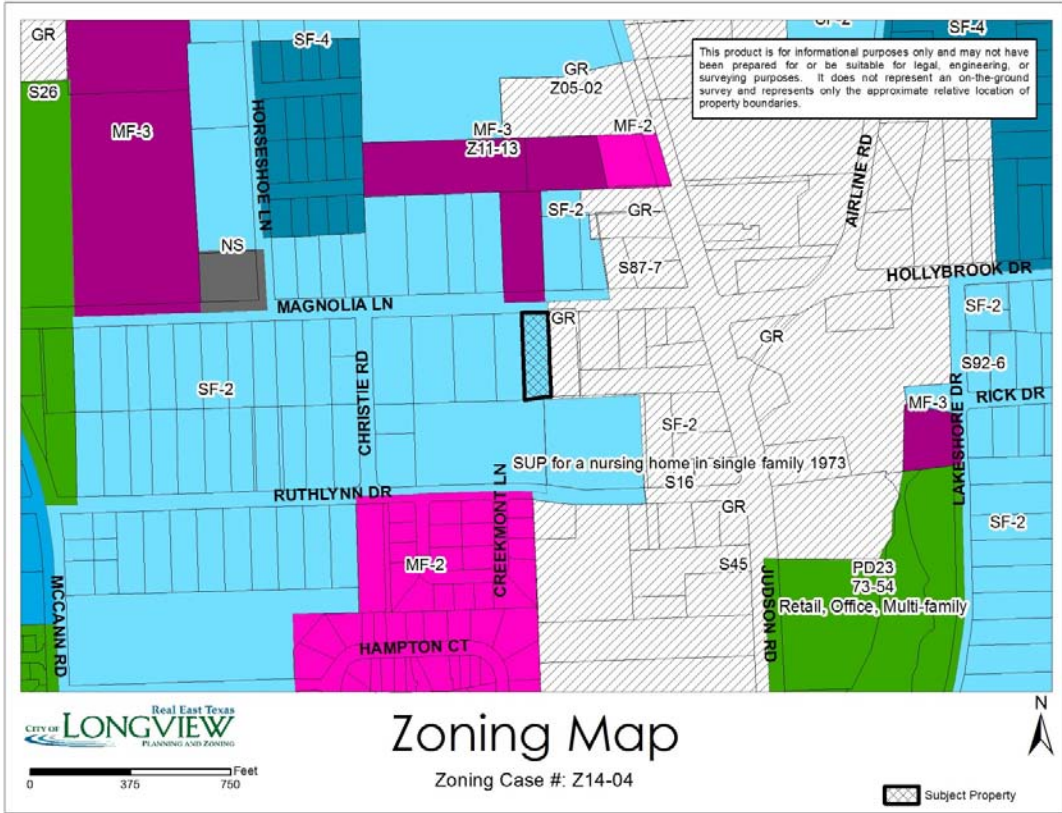 GR
SF-4
SF-2
SF-4
This product is for informational purposes only and may not have
been prepared for or be suitable for legal, engineering, or
surveying purposes. It does not represent an on-the-ground
survey and represents only the approximate relative location of
property boundaries.
S26
GR
Z05-02
MF-3
HORSESHOE LN
MF-3
Z11-13
MF-2
AIRLINE RD
SF-2
GR
NS
S87-7
HOLLYBROOK DR
MAGNOLIA LN
GR
SF-2
GR
S92-6
SF-2
CHRISTIE RD
LAKESHORE DR
RICK DR
MF-3
SF-2
SUP for a nursing home in single family 1973
S16
RUTHLYNN DR
CREEKMONT LN
GR
SF-2
MF-2
S45
PD23
73-54
Retail, Office, Multi-family
MCCANN RD
JUDSON RD
HAMPTON CT
Real East Texas
CITY OF LONGVIEW
PLANNING AND ZONING
Zoning Map
N
Feet
0 375 750
Zoning Case #: Z14-04
Subject Property